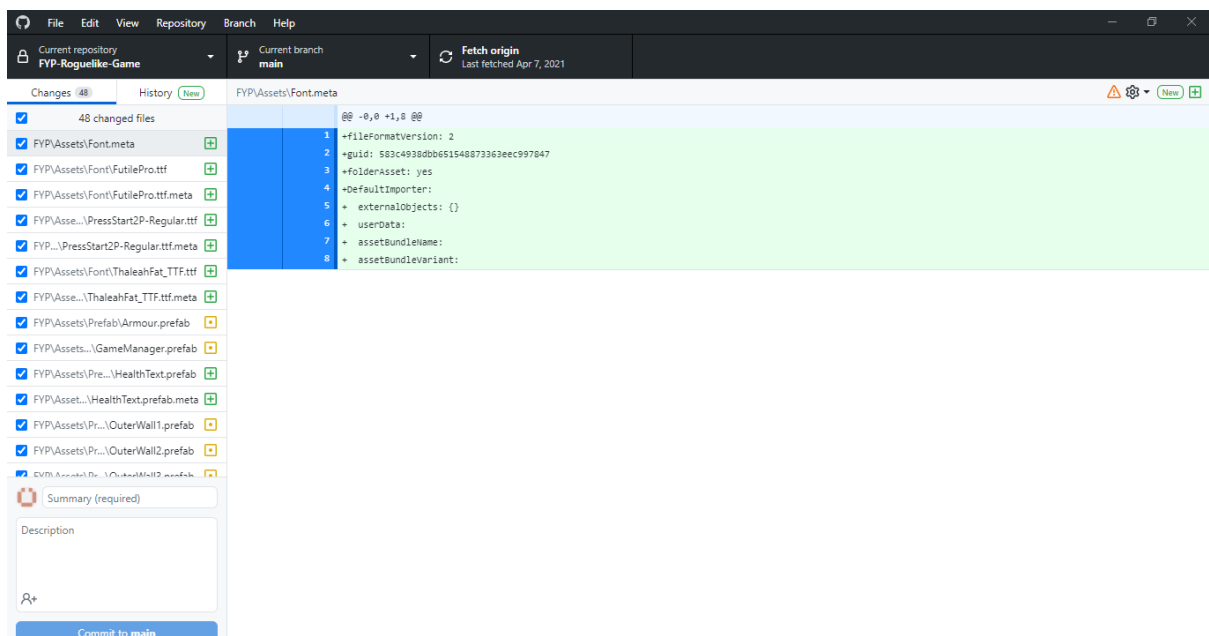 File Edit View Repository Branch Help
Current repository
FYP-Roguelike-Game
Current branch
main
Fetch origin
Last fetched Apr 7, 2021
Changes 48 History New
FYP\Assets\Font.meta
New
48 changed files
FYP\Assets\Font.meta
FYP\Assets\Font\FutilePro.ttf
FYP\Assets\Font\FutilePro.ttf.meta
FYP\Asse...\PressStart2P-Regular.ttf
FYP...\PressStart2P-Regular.ttf.meta
FYP\Assets\Font\ThaleahFat_TTF.ttf
FYP\Asse...\ThaleahFat_TTF.ttf.meta
FYP\Assets\Prefab\Armour.prefab
FYP\Assets...\GameManager.prefab
FYP\Assets\Pre...\HealthText.prefab
FYP\Asset...\HealthText.prefab.meta
FYP\Assets\Pr...\OuterWall1.prefab
FYP\Assets\Pr...\OuterWall2.prefab
FYP\Assets\Pr...\OuterWall3.prefab
Summary (required)
Description
Commit to main
@@ -0,0 +1,8 @@
1 +fileFormatVersion: 2
2 +guid: 583c4938dbb651548873363eec997847
3 +folderAsset: yes
4 +DefaultImporter:
5 +  externalObjects: {}
6 +  userData:
7 +  assetBundleName:
8 +  assetBundleVariant: